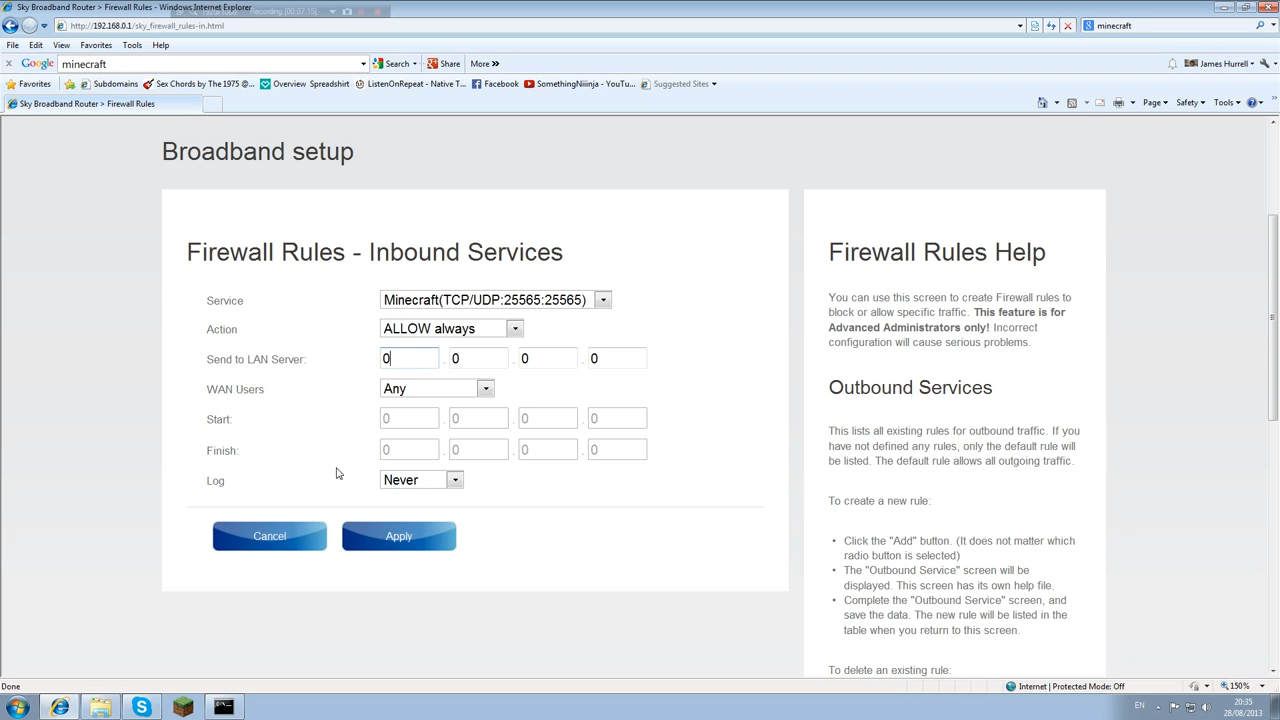 Sky Broadband Router > Firewall Rules - Windows Internet Explorer
Recording [00:07:15]
http://192.168.0.1/sky_firewall_rules-in.html
minecraft
File Edit View Favorites Tools Help
Google minecraft Search Share More »
James Hurrell
Favorites Subdomains Sex Chords by The 1975 @... Overview Spreadshirt ListenOnRepeat - Native T... Facebook SomethingNiiinja - YouTu... Suggested Sites
Sky Broadband Router > Firewall Rules
Page Safety Tools
Broadband setup
Firewall Rules - Inbound Services
Service Minecraft(TCP/UDP:25565:25565)
Action ALLOW always
Send to LAN Server: 0 . 0 . 0 . 0
WAN Users Any
Start: 0 . 0 . 0 . 0
Finish: 0 . 0 . 0 . 0
Log Never
Cancel Apply
Firewall Rules Help
You can use this screen to create Firewall rules to
block or allow specific traffic. This feature is for
Advanced Administrators only! Incorrect
configuration will cause serious problems.
Outbound Services
This lists all existing rules for outbound traffic. If you
have not defined any rules, only the default rule will
be listed. The default rule allows all outgoing traffic.
To create a new rule:
• Click the "Add" button. (It does not matter which
radio button is selected)
• The "Outbound Service" screen will be
displayed. This screen has its own help file.
• Complete the "Outbound Service" screen, and
save the data. The new rule will be listed in the
table when you return to this screen.
To delete an existing rule:
Done
Internet | Protected Mode: Off
150%
EN
20:35
28/08/2013